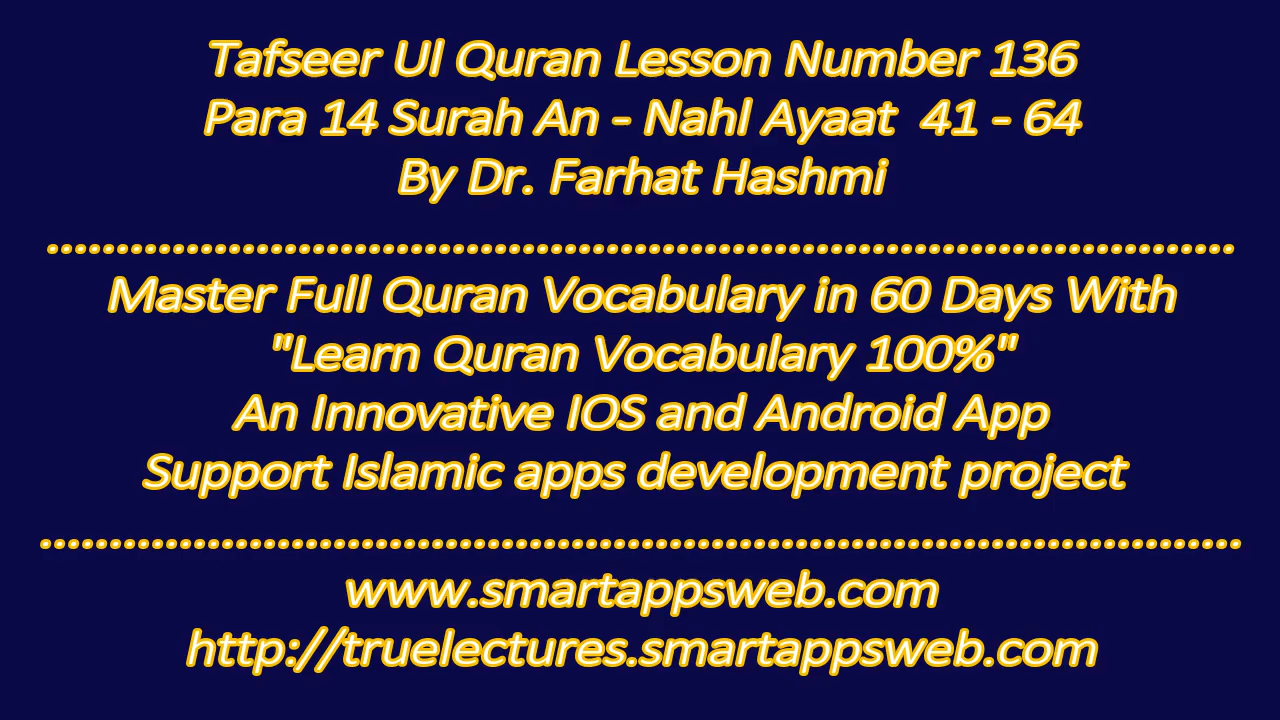 Tafseer Ul Quran Lesson Number 136
Para 14 Surah An - Nahl Ayaat  41 - 64
By Dr. Farhat Hashmi
Master Full Quran Vocabulary in 60 Days With
"Learn Quran Vocabulary 100%"
An Innovative IOS and Android App
Support Islamic apps development project
www.smartappsweb.com
http://truelectures.smartappsweb.com